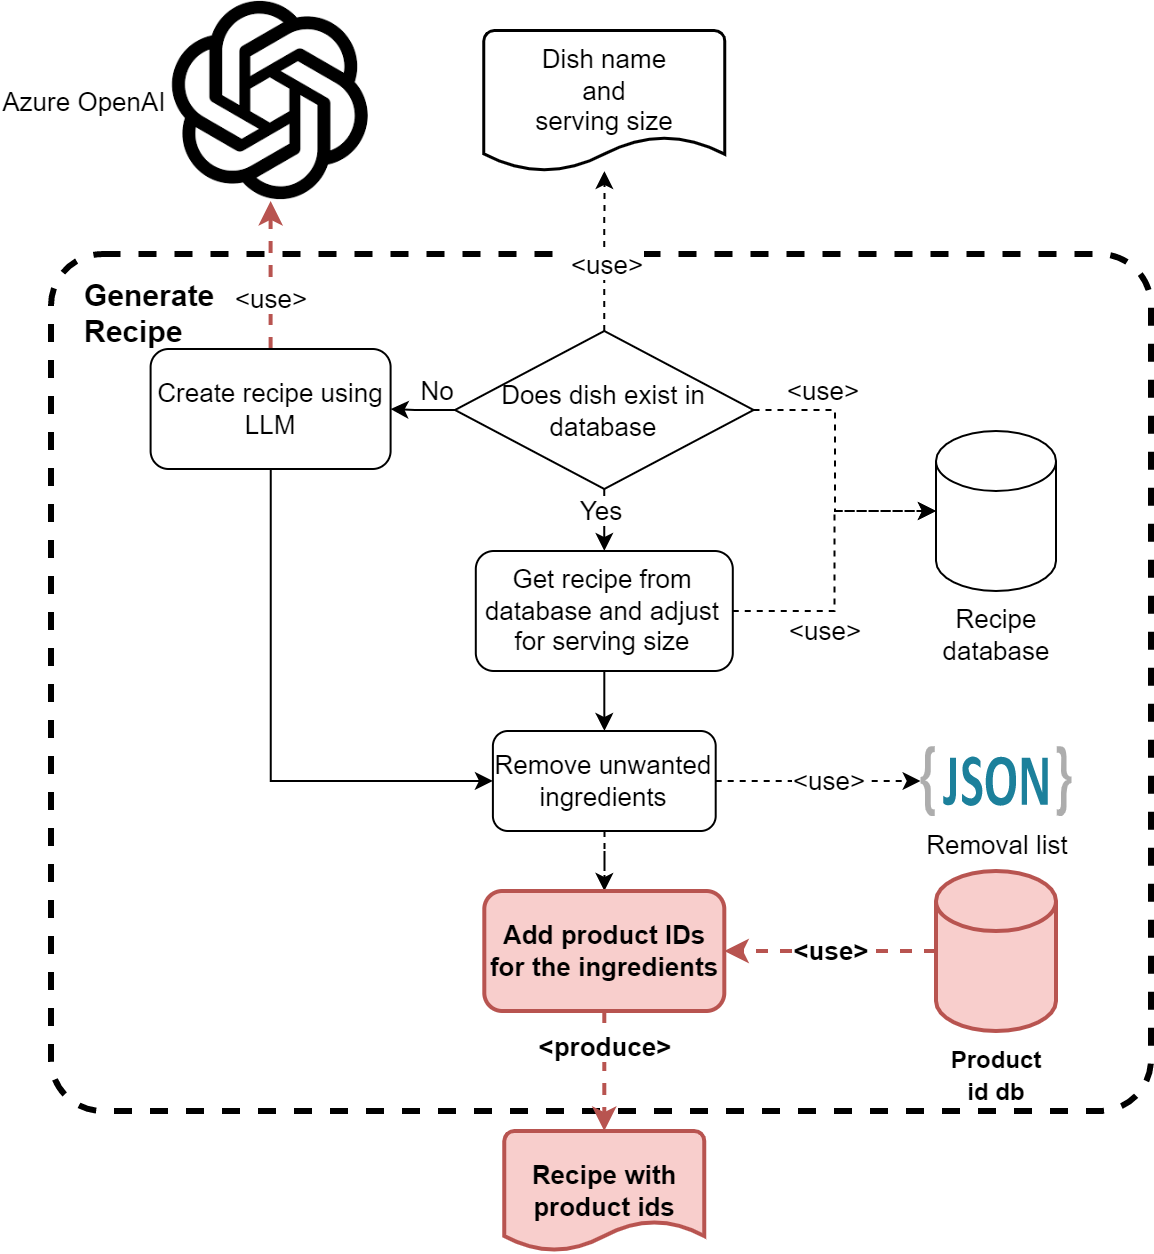 Azure OpenAI
Dish name
and
serving size
<use>
Generate
Recipe
<use>
Create recipe using
LLM
No
Does dish exist in
database
<use>
Yes
Get recipe from
database and adjust
for serving size
<use>
Recipe
database
Remove unwanted
ingredients
<use>
{JSON}
Removal list
Add product IDs
for the ingredients
<use>
Product
id db
<produce>
Recipe with
product ids